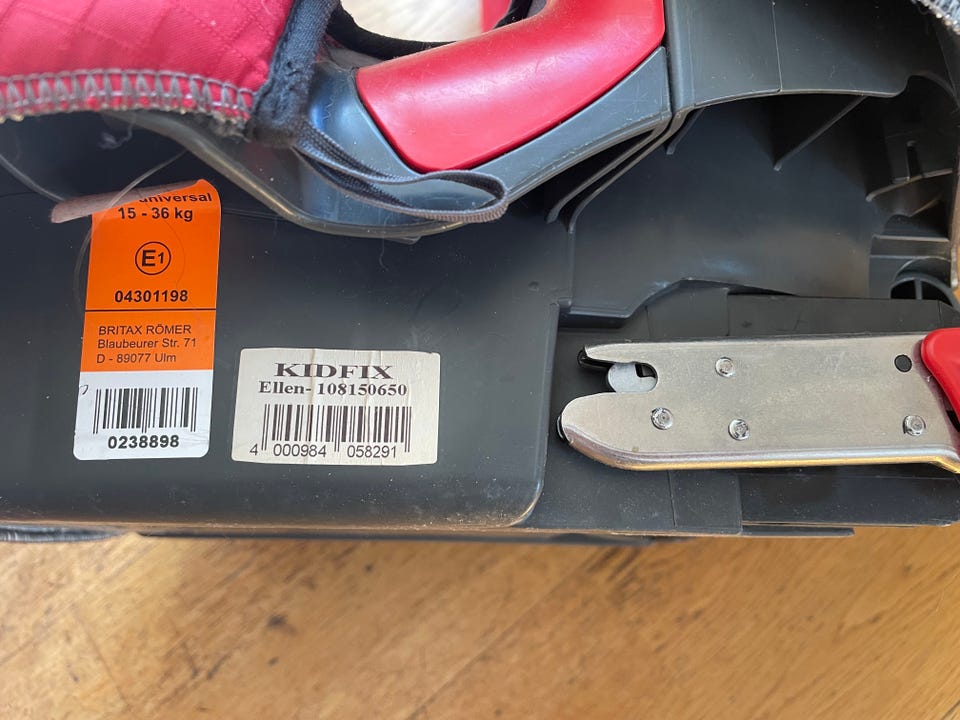 universal
15 - 36 kg
E1
04301198
BRITAX RÖMER
Blaubeurer Str. 71
D - 89077 Ulm
0238898
KIDFIX
Ellen- 108150650
4 000984 058291